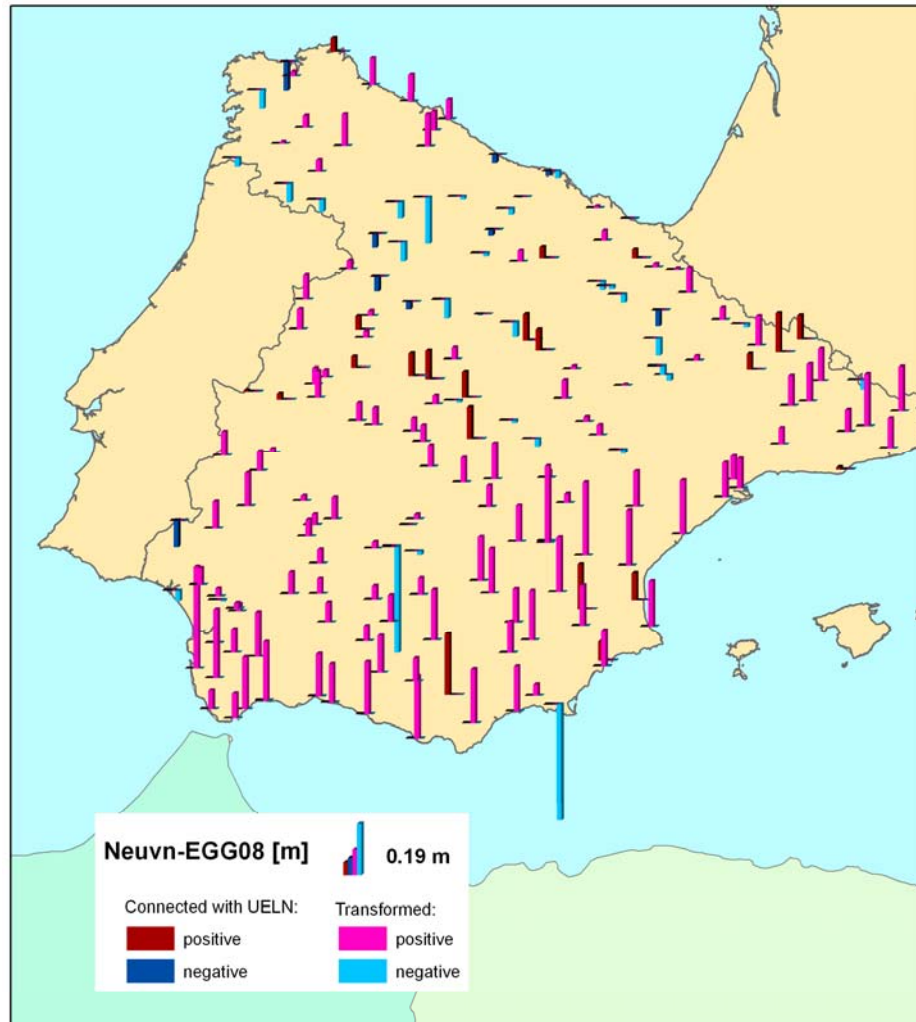 Neuvn-EGG08 [m] 0.19 m
Connected with UELN: Transformed:
positive positive
negative negative